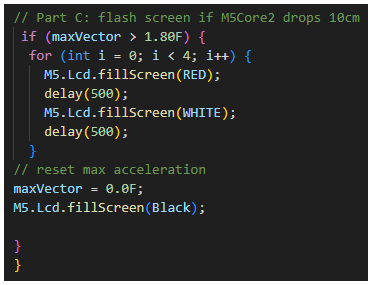 // Part C: flash screen if M5Core2 drops 10cm
if (maxVector > 1.80F) {
for (int i = 0; i < 4; i++) {
M5.Lcd.fillScreen(RED);
delay(500);
M5.Lcd.fillScreen(WHITE);
delay(500);
}
// reset max acceleration
maxVector = 0.0F;
M5.Lcd.fillScreen(Black);
}
}